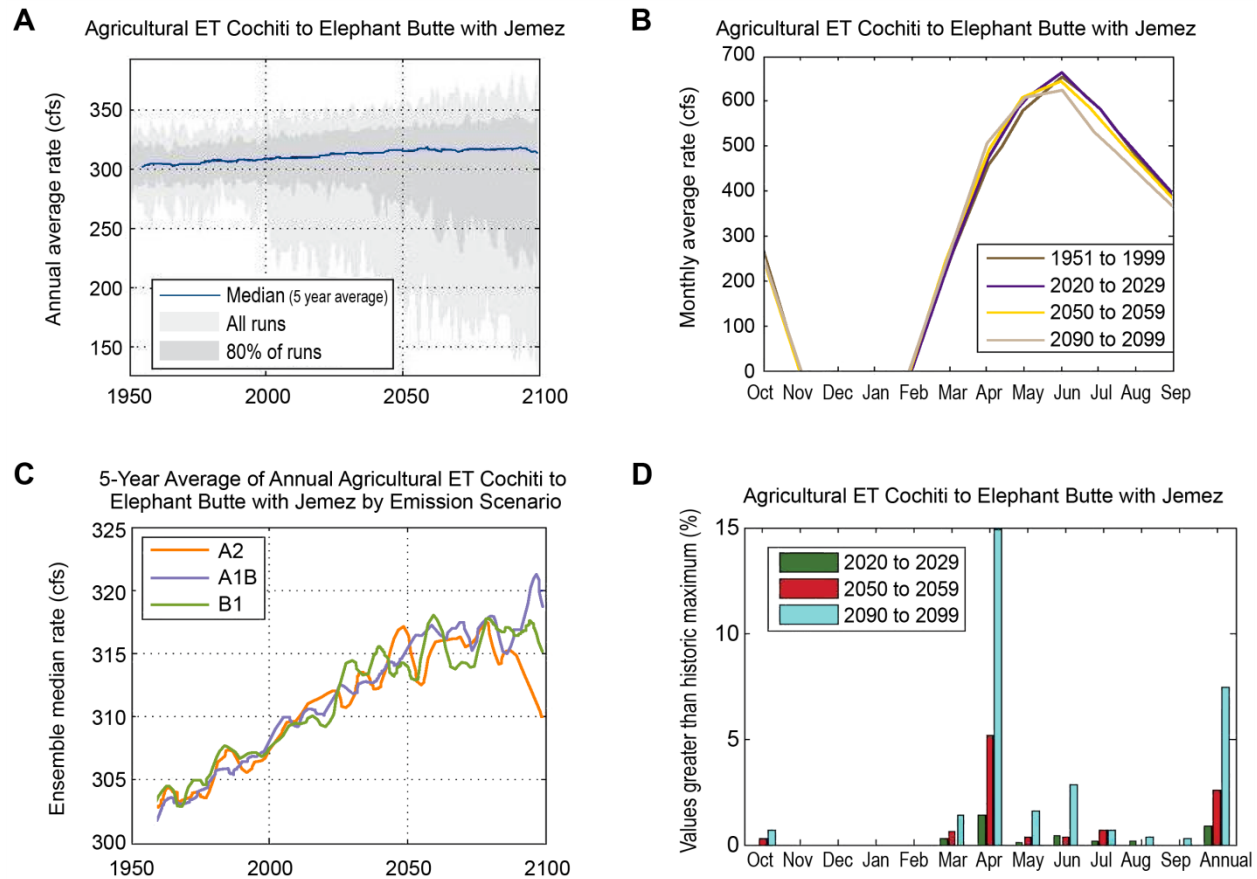 A
Agricultural ET Cochiti to Elephant Butte with Jemez
Annual average rate (cfs)
350
300
250
200
150
1950
2000
2050
2100
Median (5 year average)
All runs
80% of runs
B
Agricultural ET Cochiti to Elephant Butte with Jemez
Monthly average rate (cfs)
700
600
500
400
300
200
100
0
Oct Nov Dec Jan Feb Mar Apr May Jun Jul Aug Sep
1951 to 1999
2020 to 2029
2050 to 2059
2090 to 2099
C
5-Year Average of Annual Agricultural ET Cochiti to
Elephant Butte with Jemez by Emission Scenario
Ensemble median rate (cfs)
325
320
315
310
305
300
1950
2000
2050
2100
A2
A1B
B1
D
Agricultural ET Cochiti to Elephant Butte with Jemez
Values greater than historic maximum (%)
15
10
5
0
Oct Nov Dec Jan Feb Mar Apr May Jun Jul Aug Sep Annual
2020 to 2029
2050 to 2059
2090 to 2099